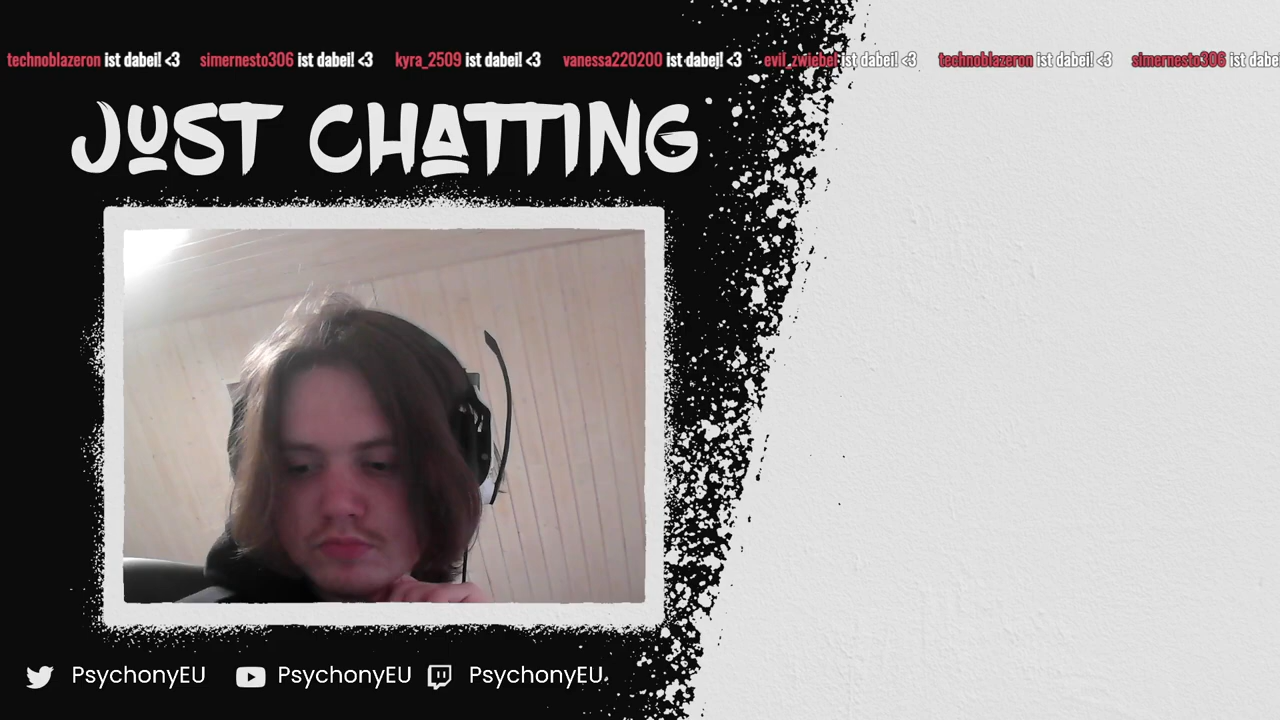 technoblazeron ist dabei! <3 simernesto306 ist dabei! <3 kyra_2509 ist dabei! <3 vanessa220200 ist dabei! <3 evil_zwiebel ist dabei! <3 technoblazeron ist dabei! <3 simernesto306 ist dabe
JUST CHATTING
PsychonyEU PsychonyEU PsychonyEU